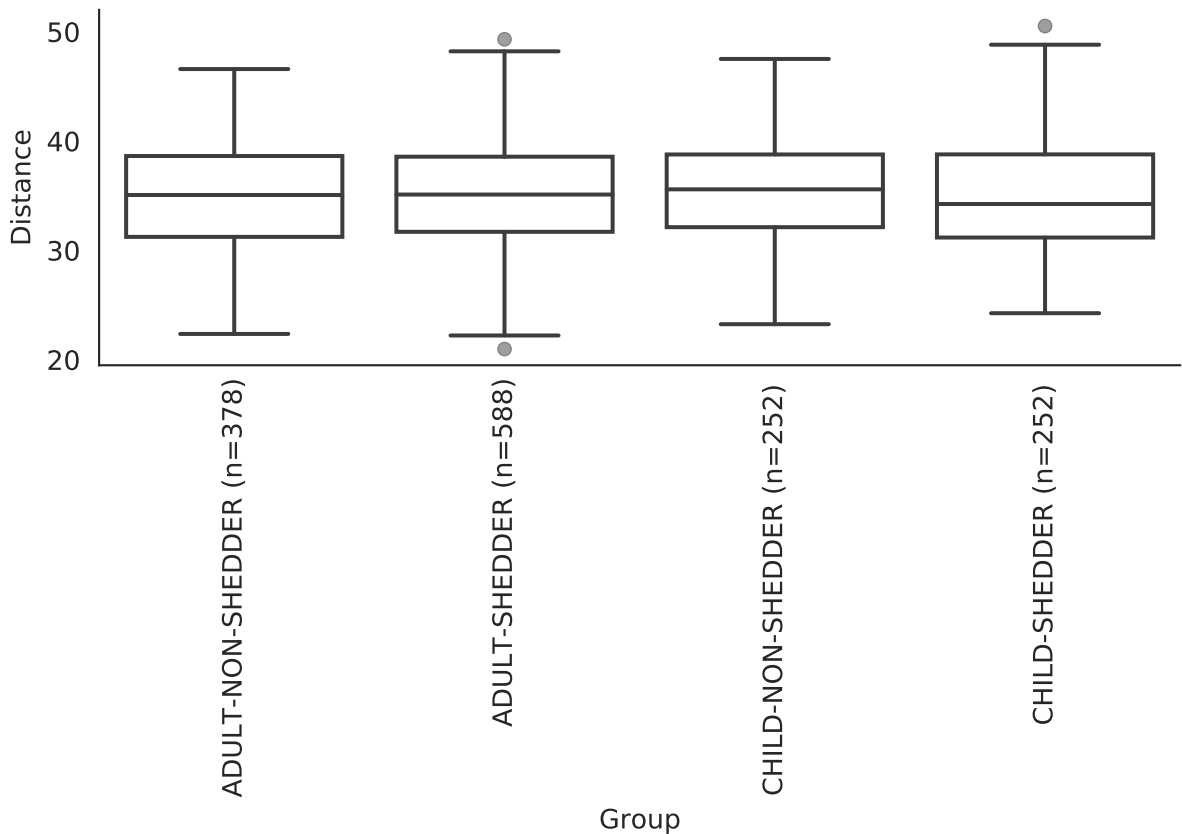 50
40
30
20
Distance
ADULT-NON-SHEDDER (n=378)
ADULT-SHEDDER (n=588)
CHILD-NON-SHEDDER (n=252)
CHILD-SHEDDER (n=252)
Group